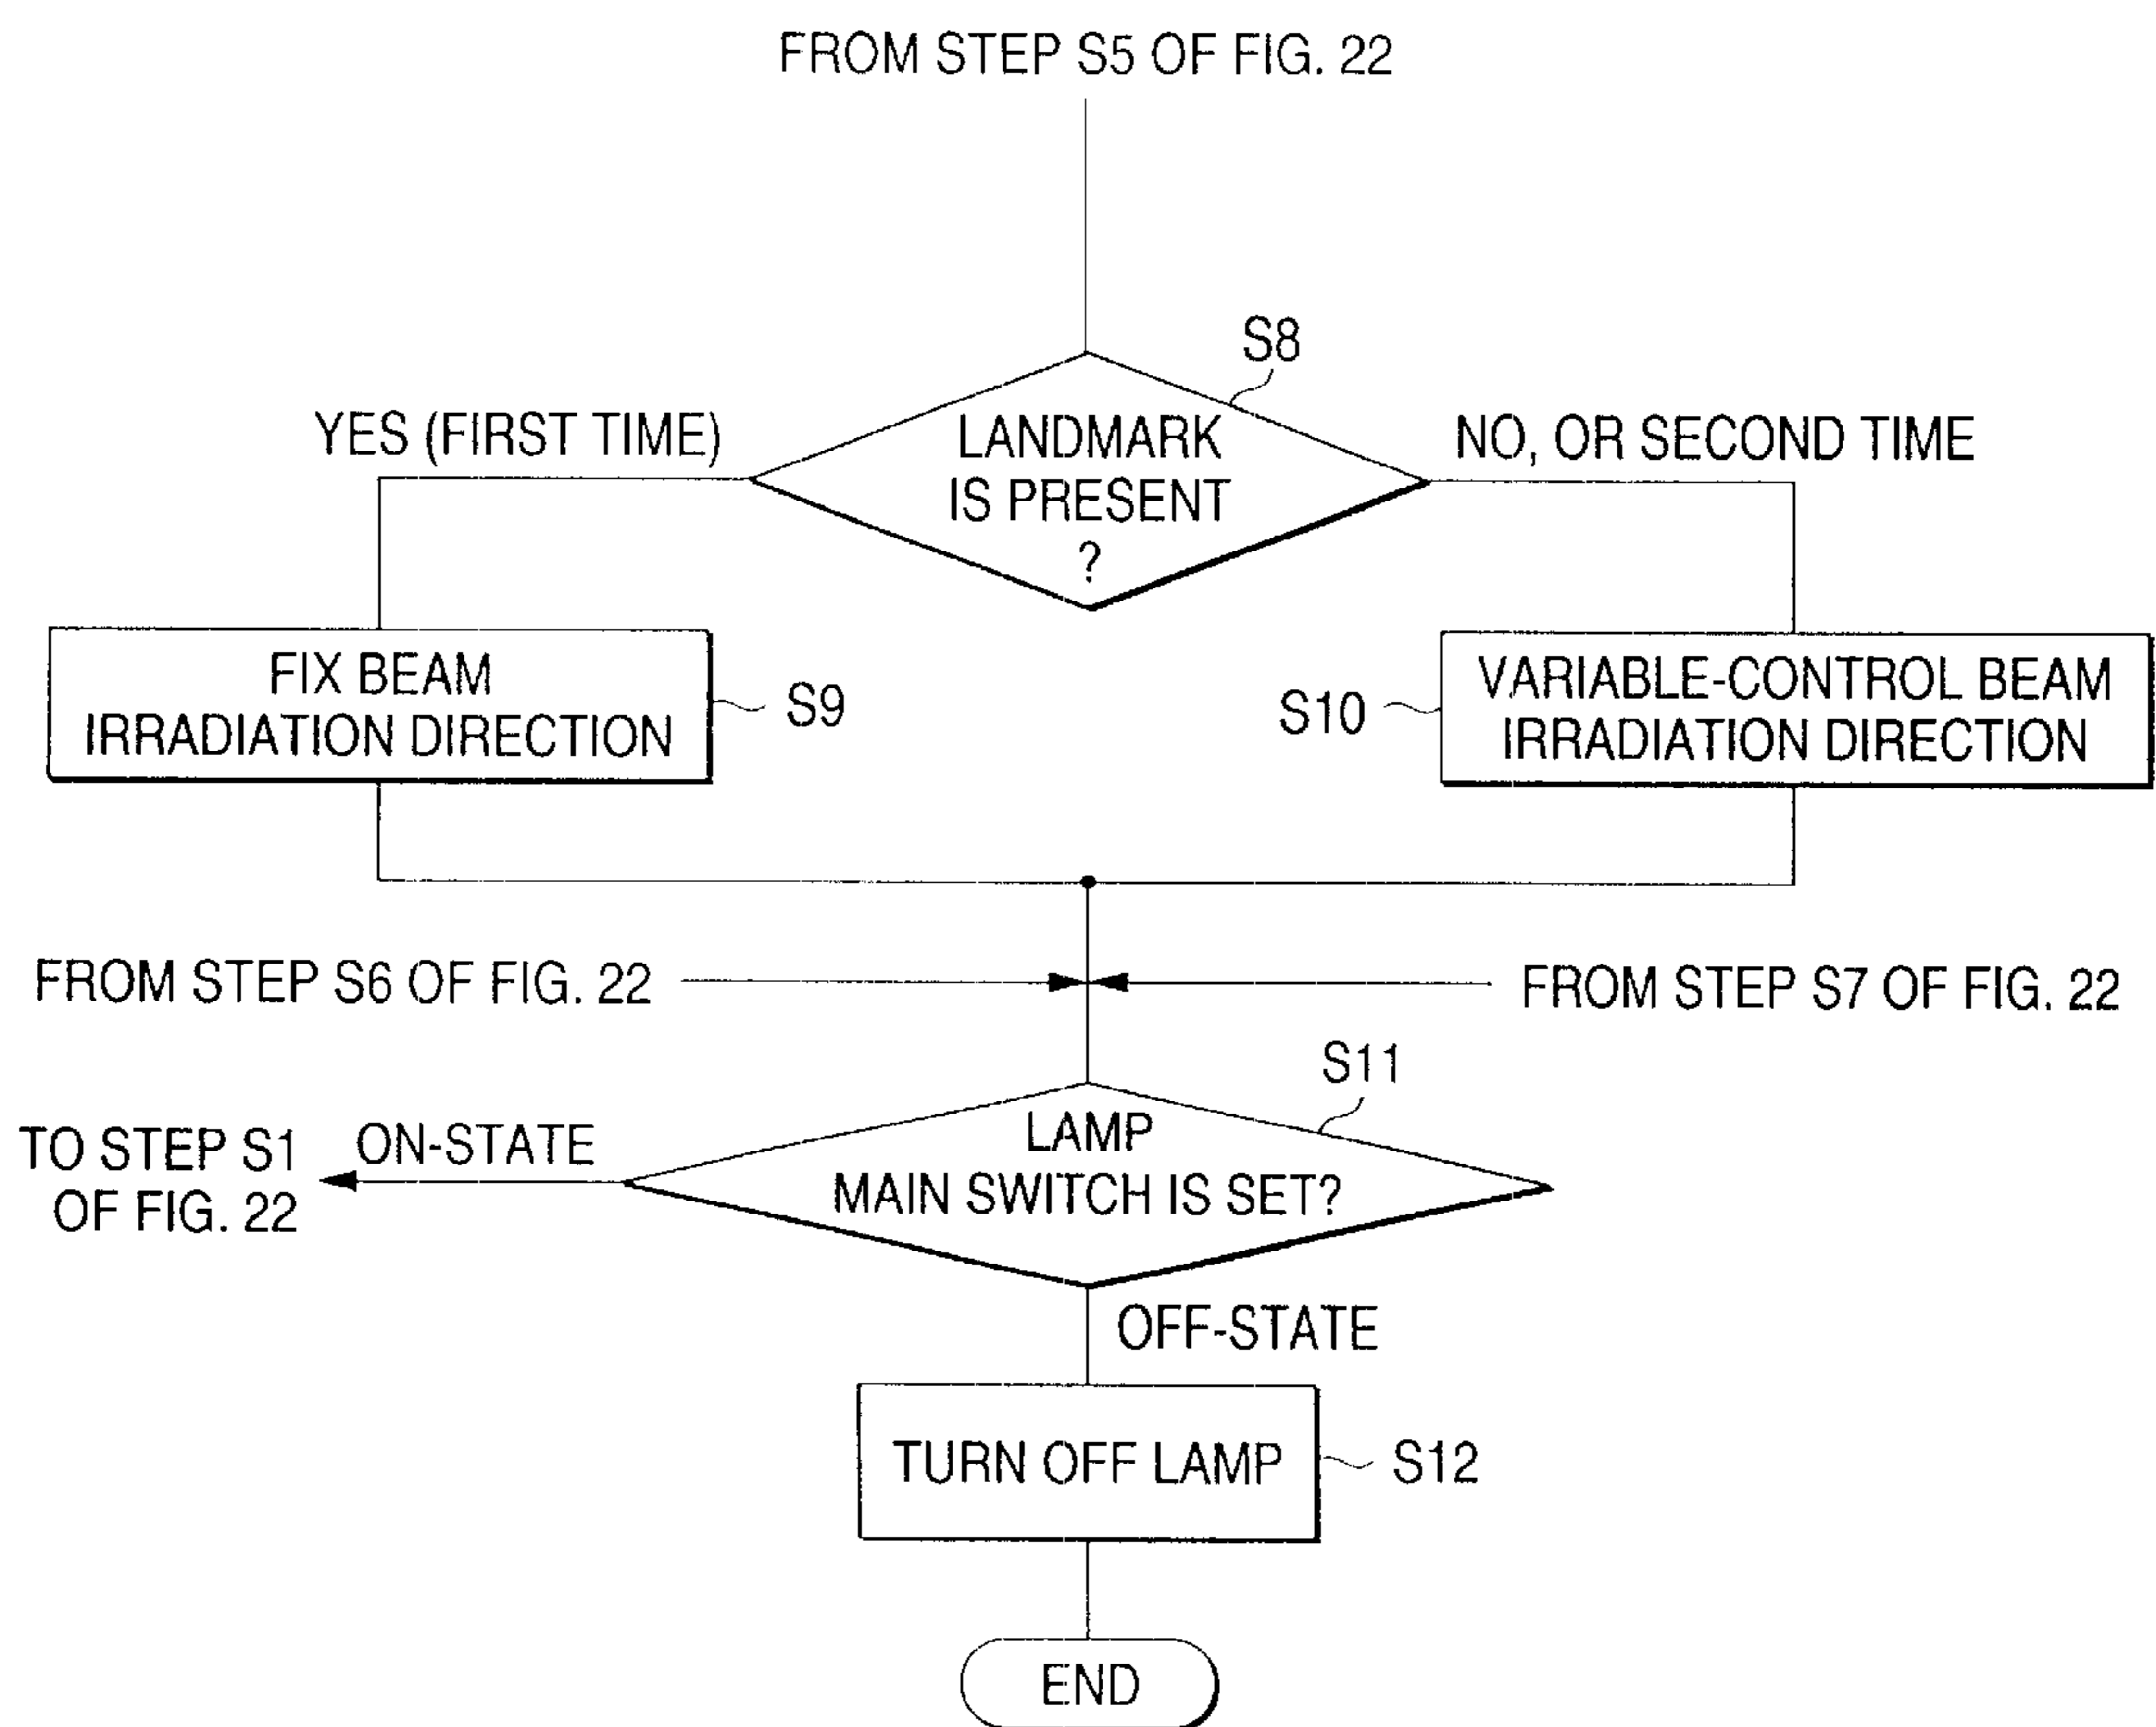 FROM STEP S5 OF FIG. 22
S8
YES (FIRST TIME)
LANDMARK
IS PRESENT
?
NO, OR SECOND TIME
FIX BEAM
IRRADIATION DIRECTION
S9
S10
VARIABLE-CONTROL BEAM
IRRADIATION DIRECTION
FROM STEP S6 OF FIG. 22
FROM STEP S7 OF FIG. 22
S11
TO STEP S1
OF FIG. 22
ON-STATE
LAMP
MAIN SWITCH IS SET?
OFF-STATE
TURN OFF LAMP
S12
END